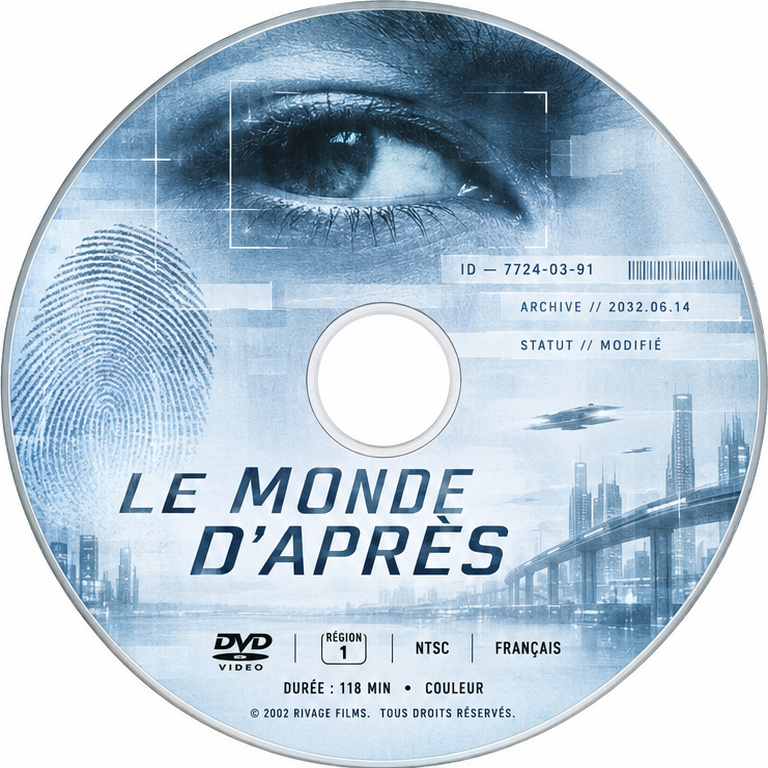 ID — 7724-03-91
ARCHIVE // 2032.06.14
STATUT // MODIFIÉ
LE MONDE
D'APRÈS
DVD
VIDEO
RÉGION
1
NTSC
FRANÇAIS
DURÉE : 118 MIN • COULEUR
© 2002 RIVAGE FILMS. TOUS DROITS RÉSERVÉS.